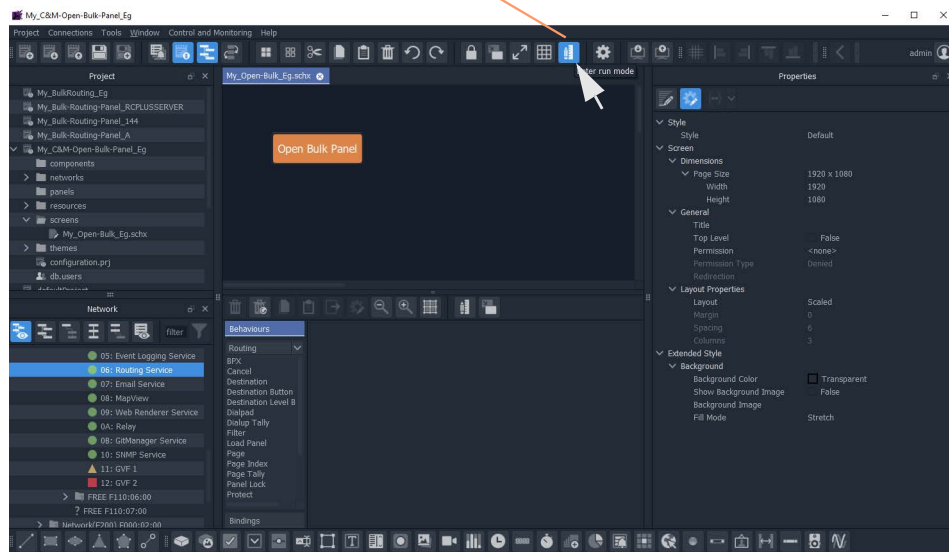 My_C&M-Open-Bulk-Panel_Eg
Project Connections Tools Window Control and Monitoring Help
admin
Project
My_BulkRouting_Eg
My_Bulk-Routing-Panel_RCPLUSSERVER
My_Bulk-Routing-Panel_144
My_Bulk-Routing-Panel_A
My_C&M-Open-Bulk-Panel_Eg
components
networks
panels
resources
screens
My_Open-Bulk_Eg.schx
themes
configuration.prj
db.users
My_Open-Bulk_Eg.schx
ter run mode
Open Bulk Panel
Network
filter
05: Event Logging Service
06: Routing Service
07: Email Service
08: MapView
09: Web Renderer Service
0A: Relay
0B: GitManager Service
10: SNMP Service
11: GVF 1
12: GVF 2
FREE F110:06:00
? FREE F110:07:00
Network(F200) F000:02:00
Behaviours
Routing
BPX
Cancel
Destination
Destination Button
Destination Level B
Dialpad
Dialup Tally
Filter
Load Panel
Page
Page Index
Page Tally
Panel Lock
Protect
Bindings
Properties
Style
Style Default
Screen
Dimensions
Page Size 1920 x 1080
Width 1920
Height 1080
General
Title
Top Level False
Permission <none>
Permission Type Denied
Redirection
Layout Properties
Layout Scaled
Margin 0
Spacing 6
Columns 3
Extended Style
Background
Background Color Transparent
Show Background Image False
Background Image
Fill Mode Stretch